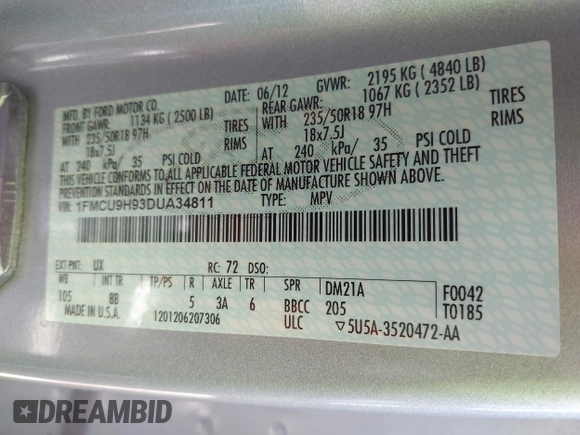 MFD. BY FORD MOTOR CO.
DATE: 06/12 GVWR: 2195 KG ( 4840 LB)
FRONT GAWR: 1134 KG ( 2500 LB) REAR GAWR: 1067 KG ( 2352 LB)
WITH 235/50R18 97H TIRES WITH 235/50R18 97H TIRES
18x7.5J RIMS 18x7.5J RIMS
AT 240 kPa/ 35 PSI COLD AT 240 kPa/ 35 PSI COLD
THIS VEHICLE CONFORMS TO ALL APPLICABLE FEDERAL MOTOR VEHICLE SAFETY AND THEFT
PREVENTION STANDARDS IN EFFECT ON THE DATE OF MANUFACTURE SHOWN ABOVE.
VIN: 1FMCU9H93DUA34811 TYPE: MPV
EXT PNT: UX RC: 72 DSO:
WB INT TR TP/PS R AXLE TR SPR DM21A F0042
105 BB 5 3A 6 BBCC 205 T0185
MADE IN U.S.A. 1201206207306 ULC ▽5U5A-3520472-AA
DREAMBID